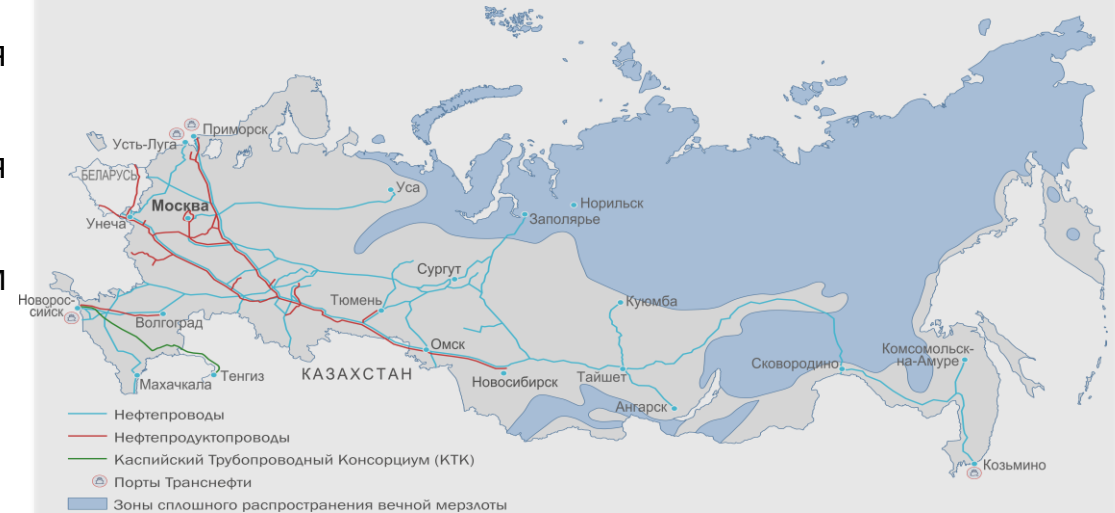 я
я
и
Приморск
Усть-Луга
БЕЛАРУСЬ
Москва
Унеча
Уса
Норильск
Заполярье
Сургут
Новорос-
сийск
Тюмень
Волгоград
Омск
Куюмба
Махачкала
Тенгиз
КАЗАХСТАН
Новосибирск
Тайшет
Ангарск
Сковородино
Комсомольск-
на-Амуре
Козьмино
Нефтепроводы
Нефтепродуктопроводы
Каспийский Трубопроводный Консорциум (КТК)
Порты Транснефти
Зоны сплошного распространения вечной мерзлоты